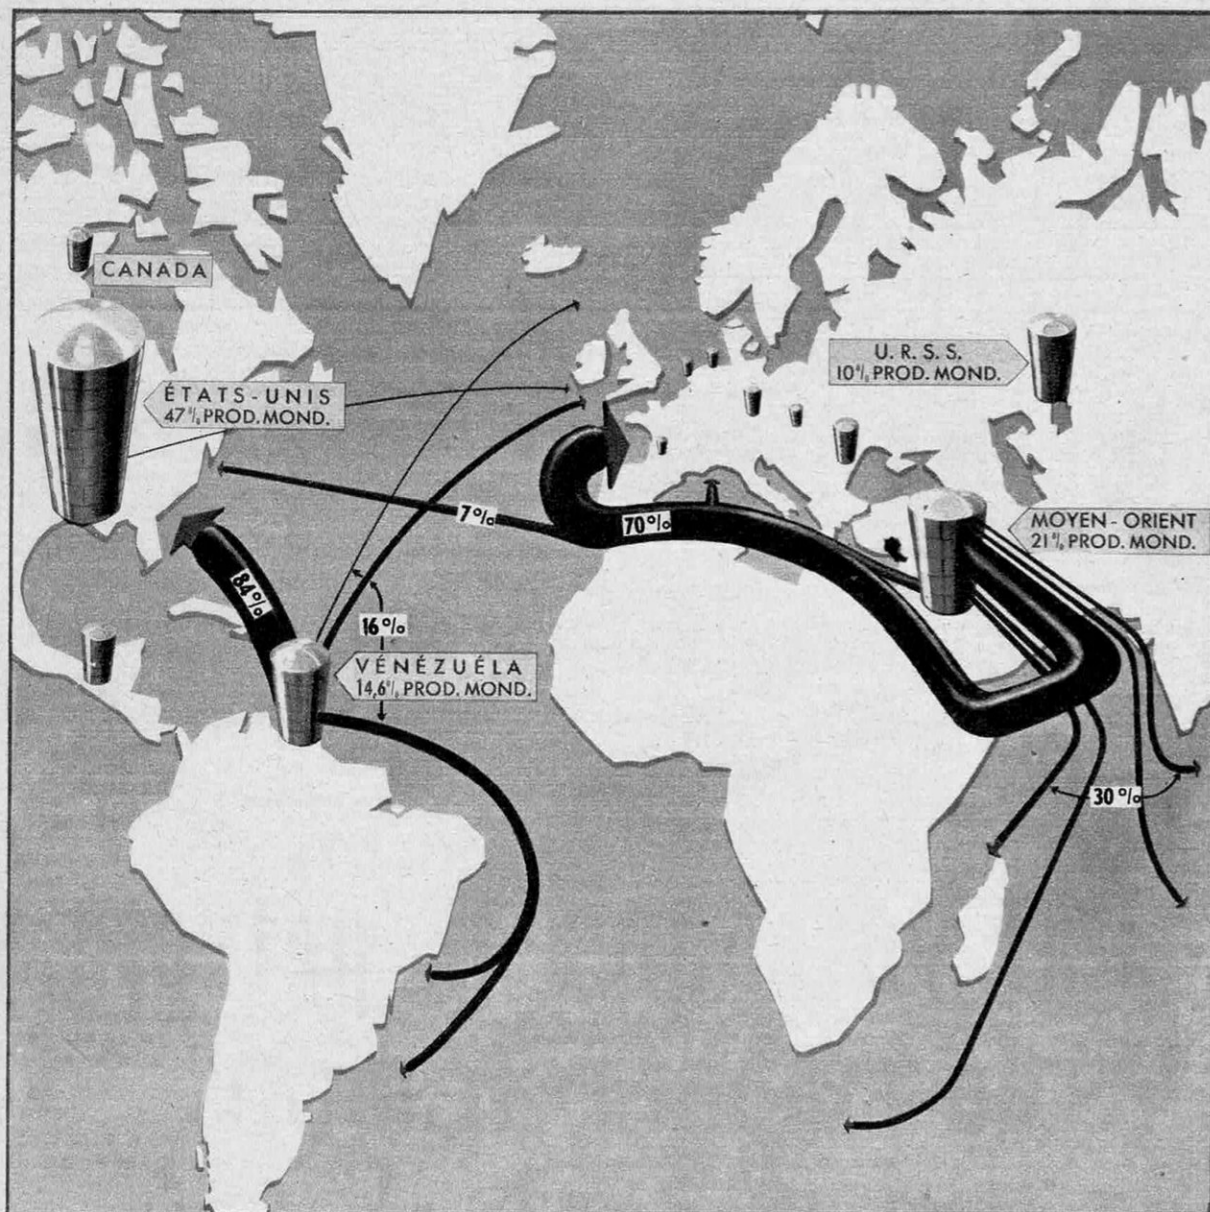 CANADA
ÉTATS-UNIS
47% PROD. MOND.
U. R. S. S.
10% PROD. MOND.
7%
70%
MOYEN-ORIENT
21% PROD. MOND.
84%
16%
VÉNÉZUÉLA
14,6% PROD. MOND.
30%